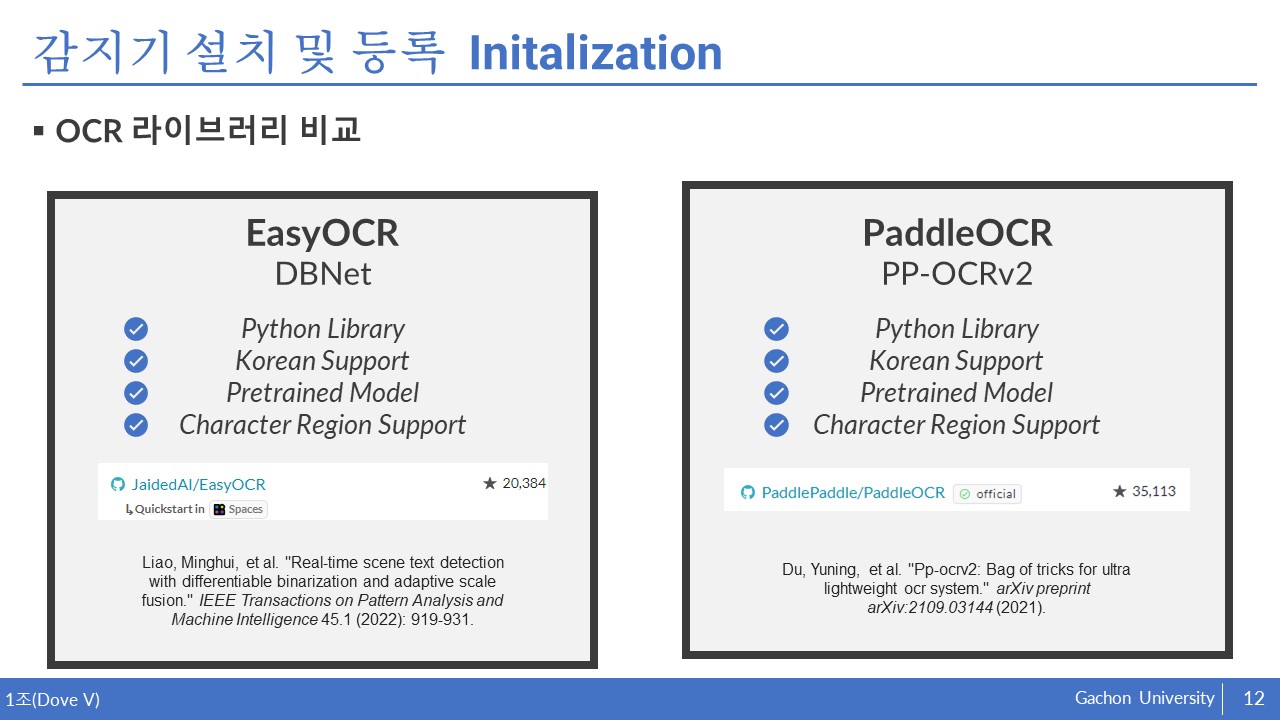 감지기 설치 및 등록 Initalization
▪ OCR 라이브러리 비교
EasyOCR
DBNet
Python Library
Korean Support
Pretrained Model
Character Region Support
JaidedAI/EasyOCR ★ 20,384
↳ Quickstart in Spaces
Liao, Minghui, et al. "Real-time scene text detection
with differentiable binarization and adaptive scale
fusion." IEEE Transactions on Pattern Analysis and
Machine Intelligence 45.1 (2022): 919-931.
PaddleOCR
PP-OCRv2
Python Library
Korean Support
Pretrained Model
Character Region Support
PaddlePaddle/PaddleOCR official ★ 35,113
Du, Yuning, et al. "Pp-ocrv2: Bag of tricks for ultra
lightweight ocr system." arXiv preprint
arXiv:2109.03144 (2021).
1조(Dove V)
Gachon University 12